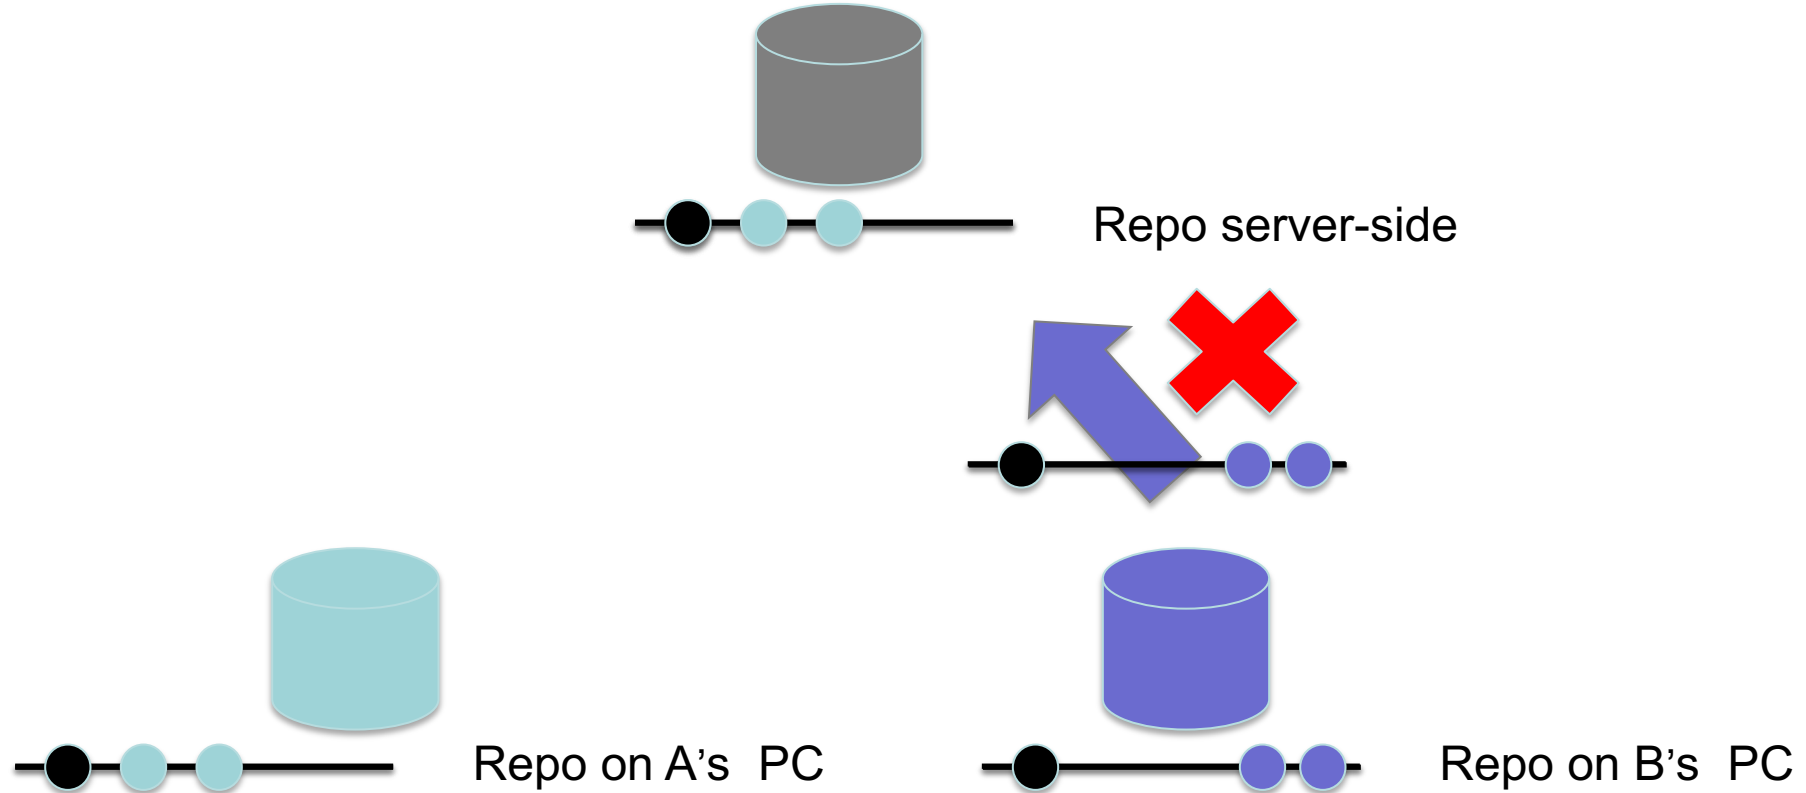 Repo server-side
Repo on A’s PC
Repo on B’s PC